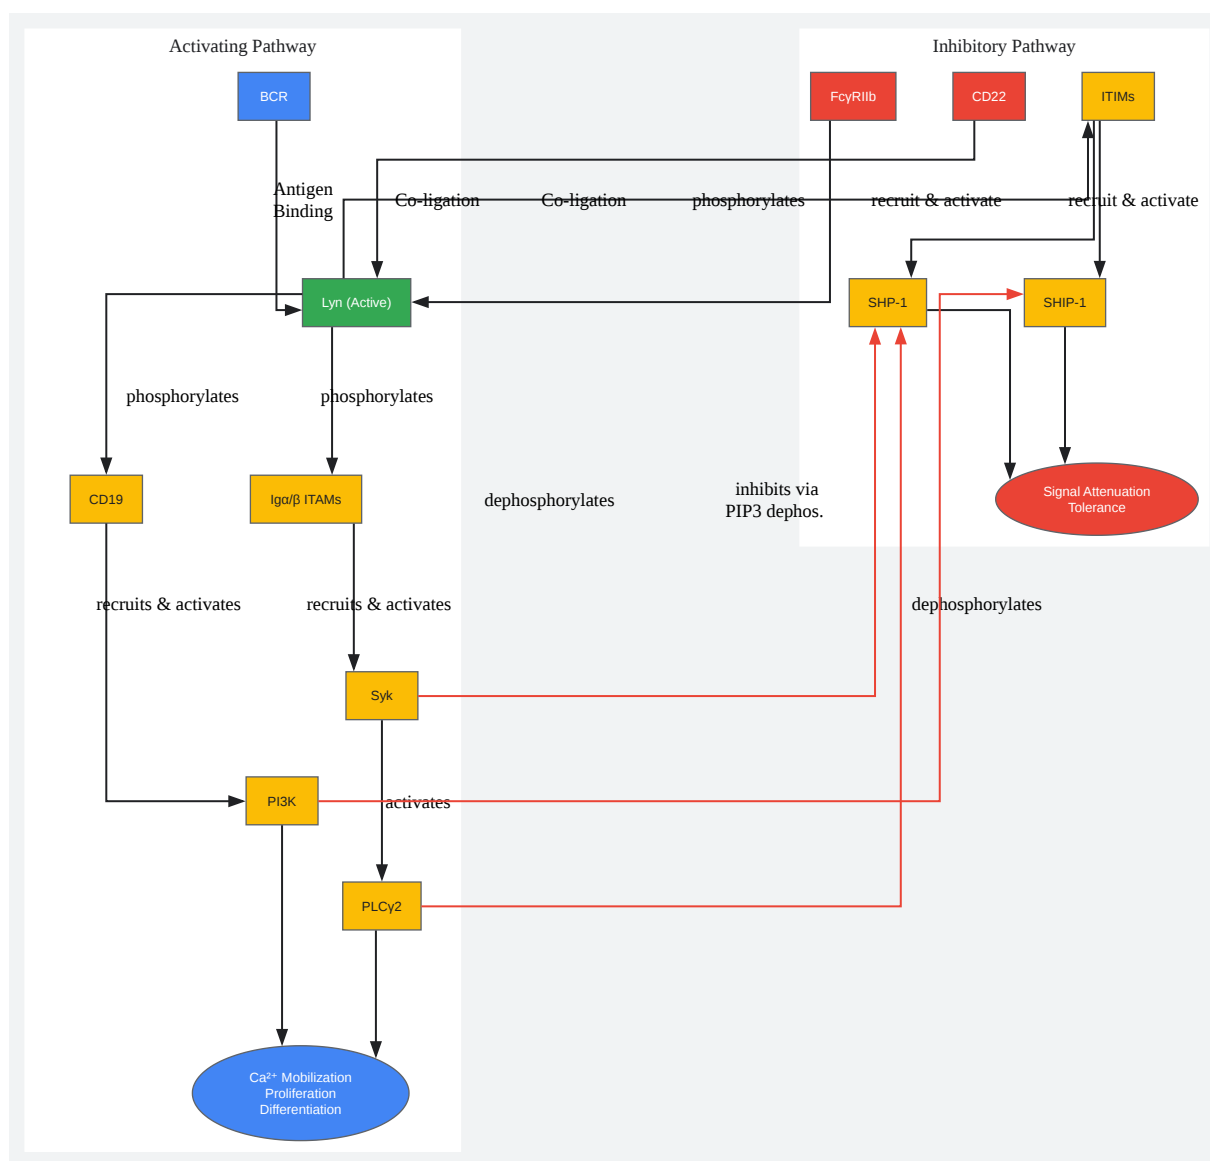 Activating Pathway
Inhibitory Pathway
BCR
FcγRIIb
CD22
ITIMs
Antigen
Binding
Co-ligation
Co-ligation
phosphorylates
recruit & activate
recruit & activate
Lyn (Active)
SHP-1
SHIP-1
phosphorylates
phosphorylates
CD19
Igα/β ITAMs
dephosphorylates
inhibits via
PIP3 dephos.
Signal Attenuation
Tolerance
recruits & activates
recruits & activates
dephosphorylates
Syk
PI3K
activates
PLCγ2
Ca²⁺ Mobilization
Proliferation
Differentiation